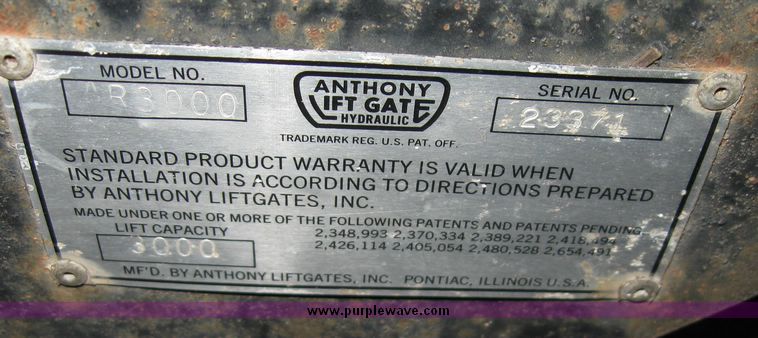 MODEL NO.
AR3000
ANTHONY
LIFT GATE
HYDRAULIC
TRADEMARK REG. U.S. PAT. OFF.
SERIAL NO.
23371
STANDARD PRODUCT WARRANTY IS VALID WHEN
INSTALLATION IS ACCORDING TO DIRECTIONS PREPARED
BY ANTHONY LIFTGATES, INC.
MADE UNDER ONE OR MORE OF THE FOLLOWING PATENTS AND PATENTS PENDING
LIFT CAPACITY
3000
2,348,993 2,370,334 2,389,221 2,418,494
2,426,114 2,405,054 2,480,528 2,654,491
MF'D. BY ANTHONY LIFTGATES, INC. PONTIAC, ILLINOIS U.S.A.
www.purplewave.com